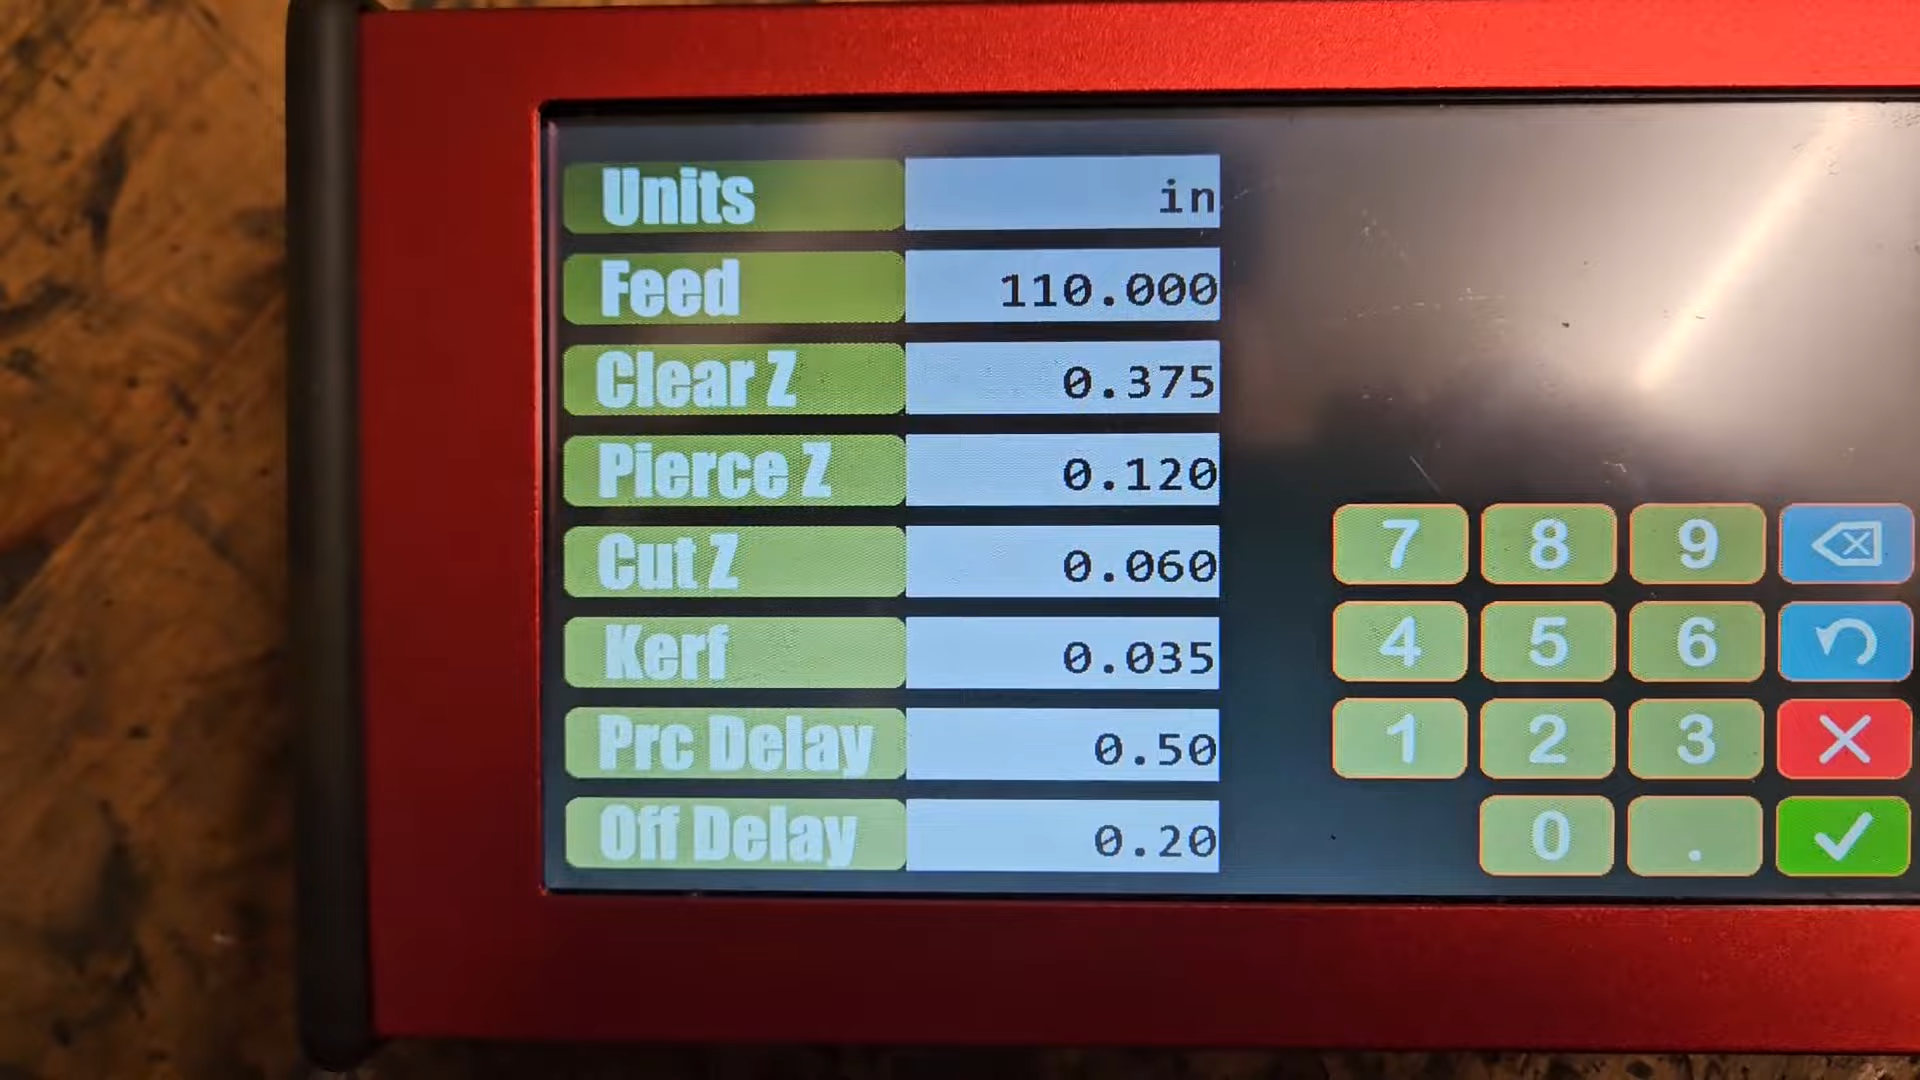 Units in
Feed 110.000
Clear Z 0.375
Pierce Z 0.120
Cut Z 0.060
Kerf 0.035
Prc Delay 0.50
Off Delay 0.20
7 8 9
4 5 6
1 2 3
0 .